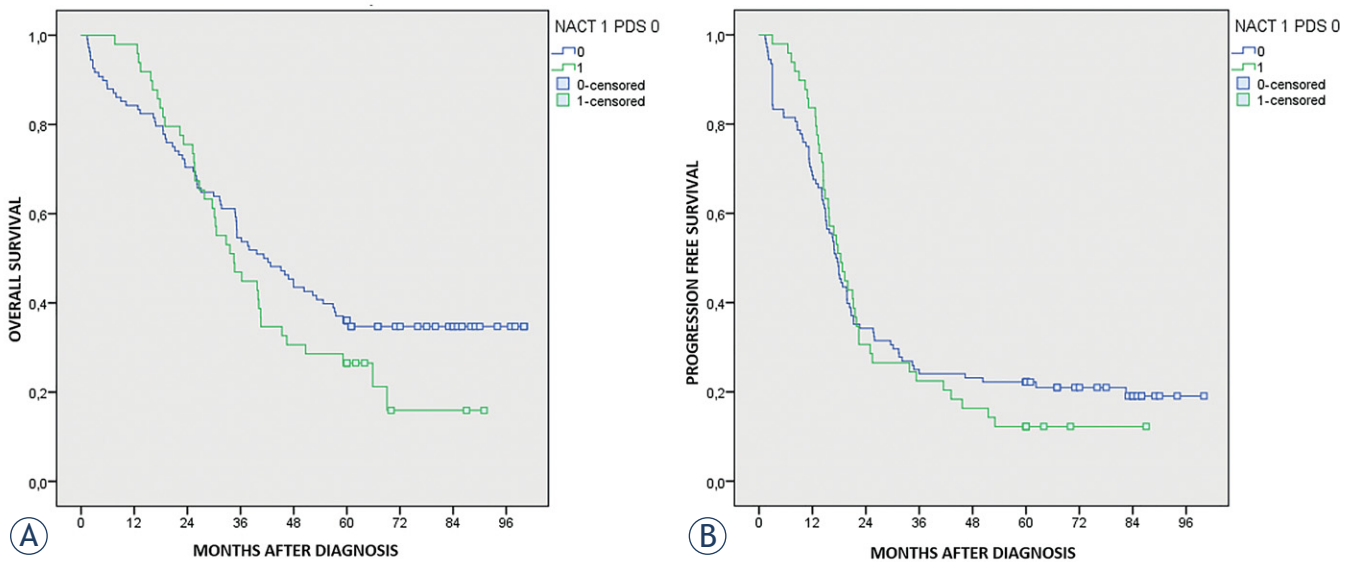 NACT 1 PDS 0
0
1
0-censored
1-censored
OVERALL SURVIVAL
1,0
0,8
0,6
0,4
0,2
0,0
0 12 24 36 48 60 72 84 96
MONTHS AFTER DIAGNOSIS
A
NACT 1 PDS 0
0
1
0-censored
1-censored
PROGRESSION FREE SURVIVAL
1,0
0,8
0,6
0,4
0,2
0,0
0 12 24 36 48 60 72 84 96
MONTHS AFTER DIAGNOSIS
B